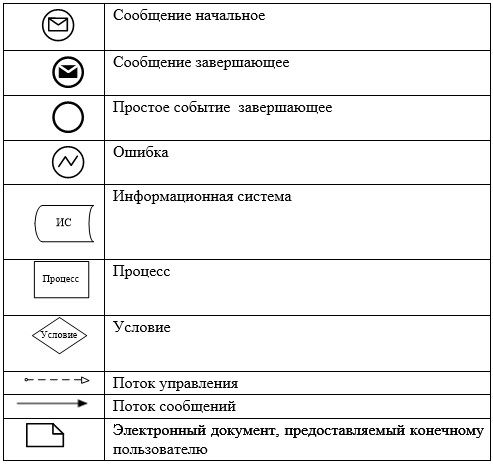 Сообщение начальное
Сообщение завершающее
Простое событие завершающее
Ошибка
ИС
Информационная система
Процесс
Процесс
Условие
Условие
Поток управления
Поток сообщений
Электронный документ, предоставляемый конечному
пользователю